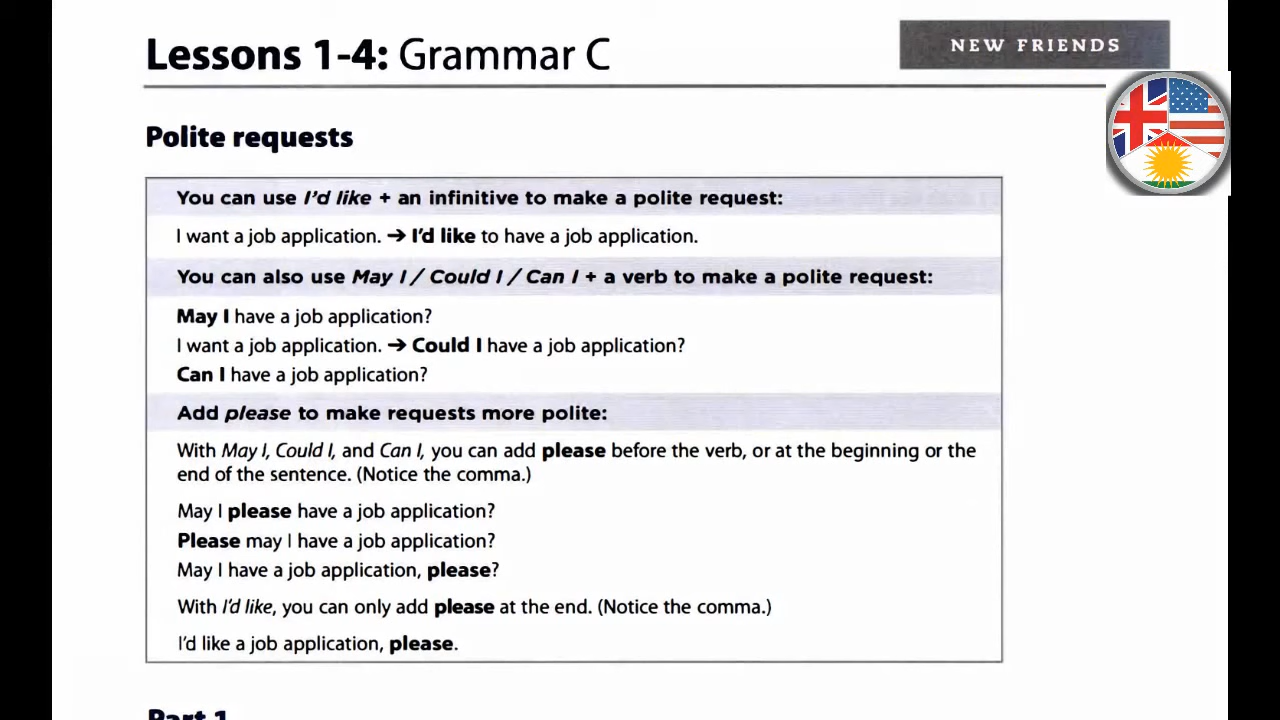 Lessons 1-4: Grammar C
NEW FRIENDS
Polite requests
You can use I'd like + an infinitive to make a polite request:
I want a job application. → I'd like to have a job application.
You can also use May I / Could I / Can I + a verb to make a polite request:
May I have a job application?
I want a job application. → Could I have a job application?
Can I have a job application?
Add please to make requests more polite:
With May I, Could I, and Can I, you can add please before the verb, or at the beginning or the
end of the sentence. (Notice the comma.)
May I please have a job application?
Please may I have a job application?
May I have a job application, please?
With I'd like, you can only add please at the end. (Notice the comma.)
I'd like a job application, please.
Part 1